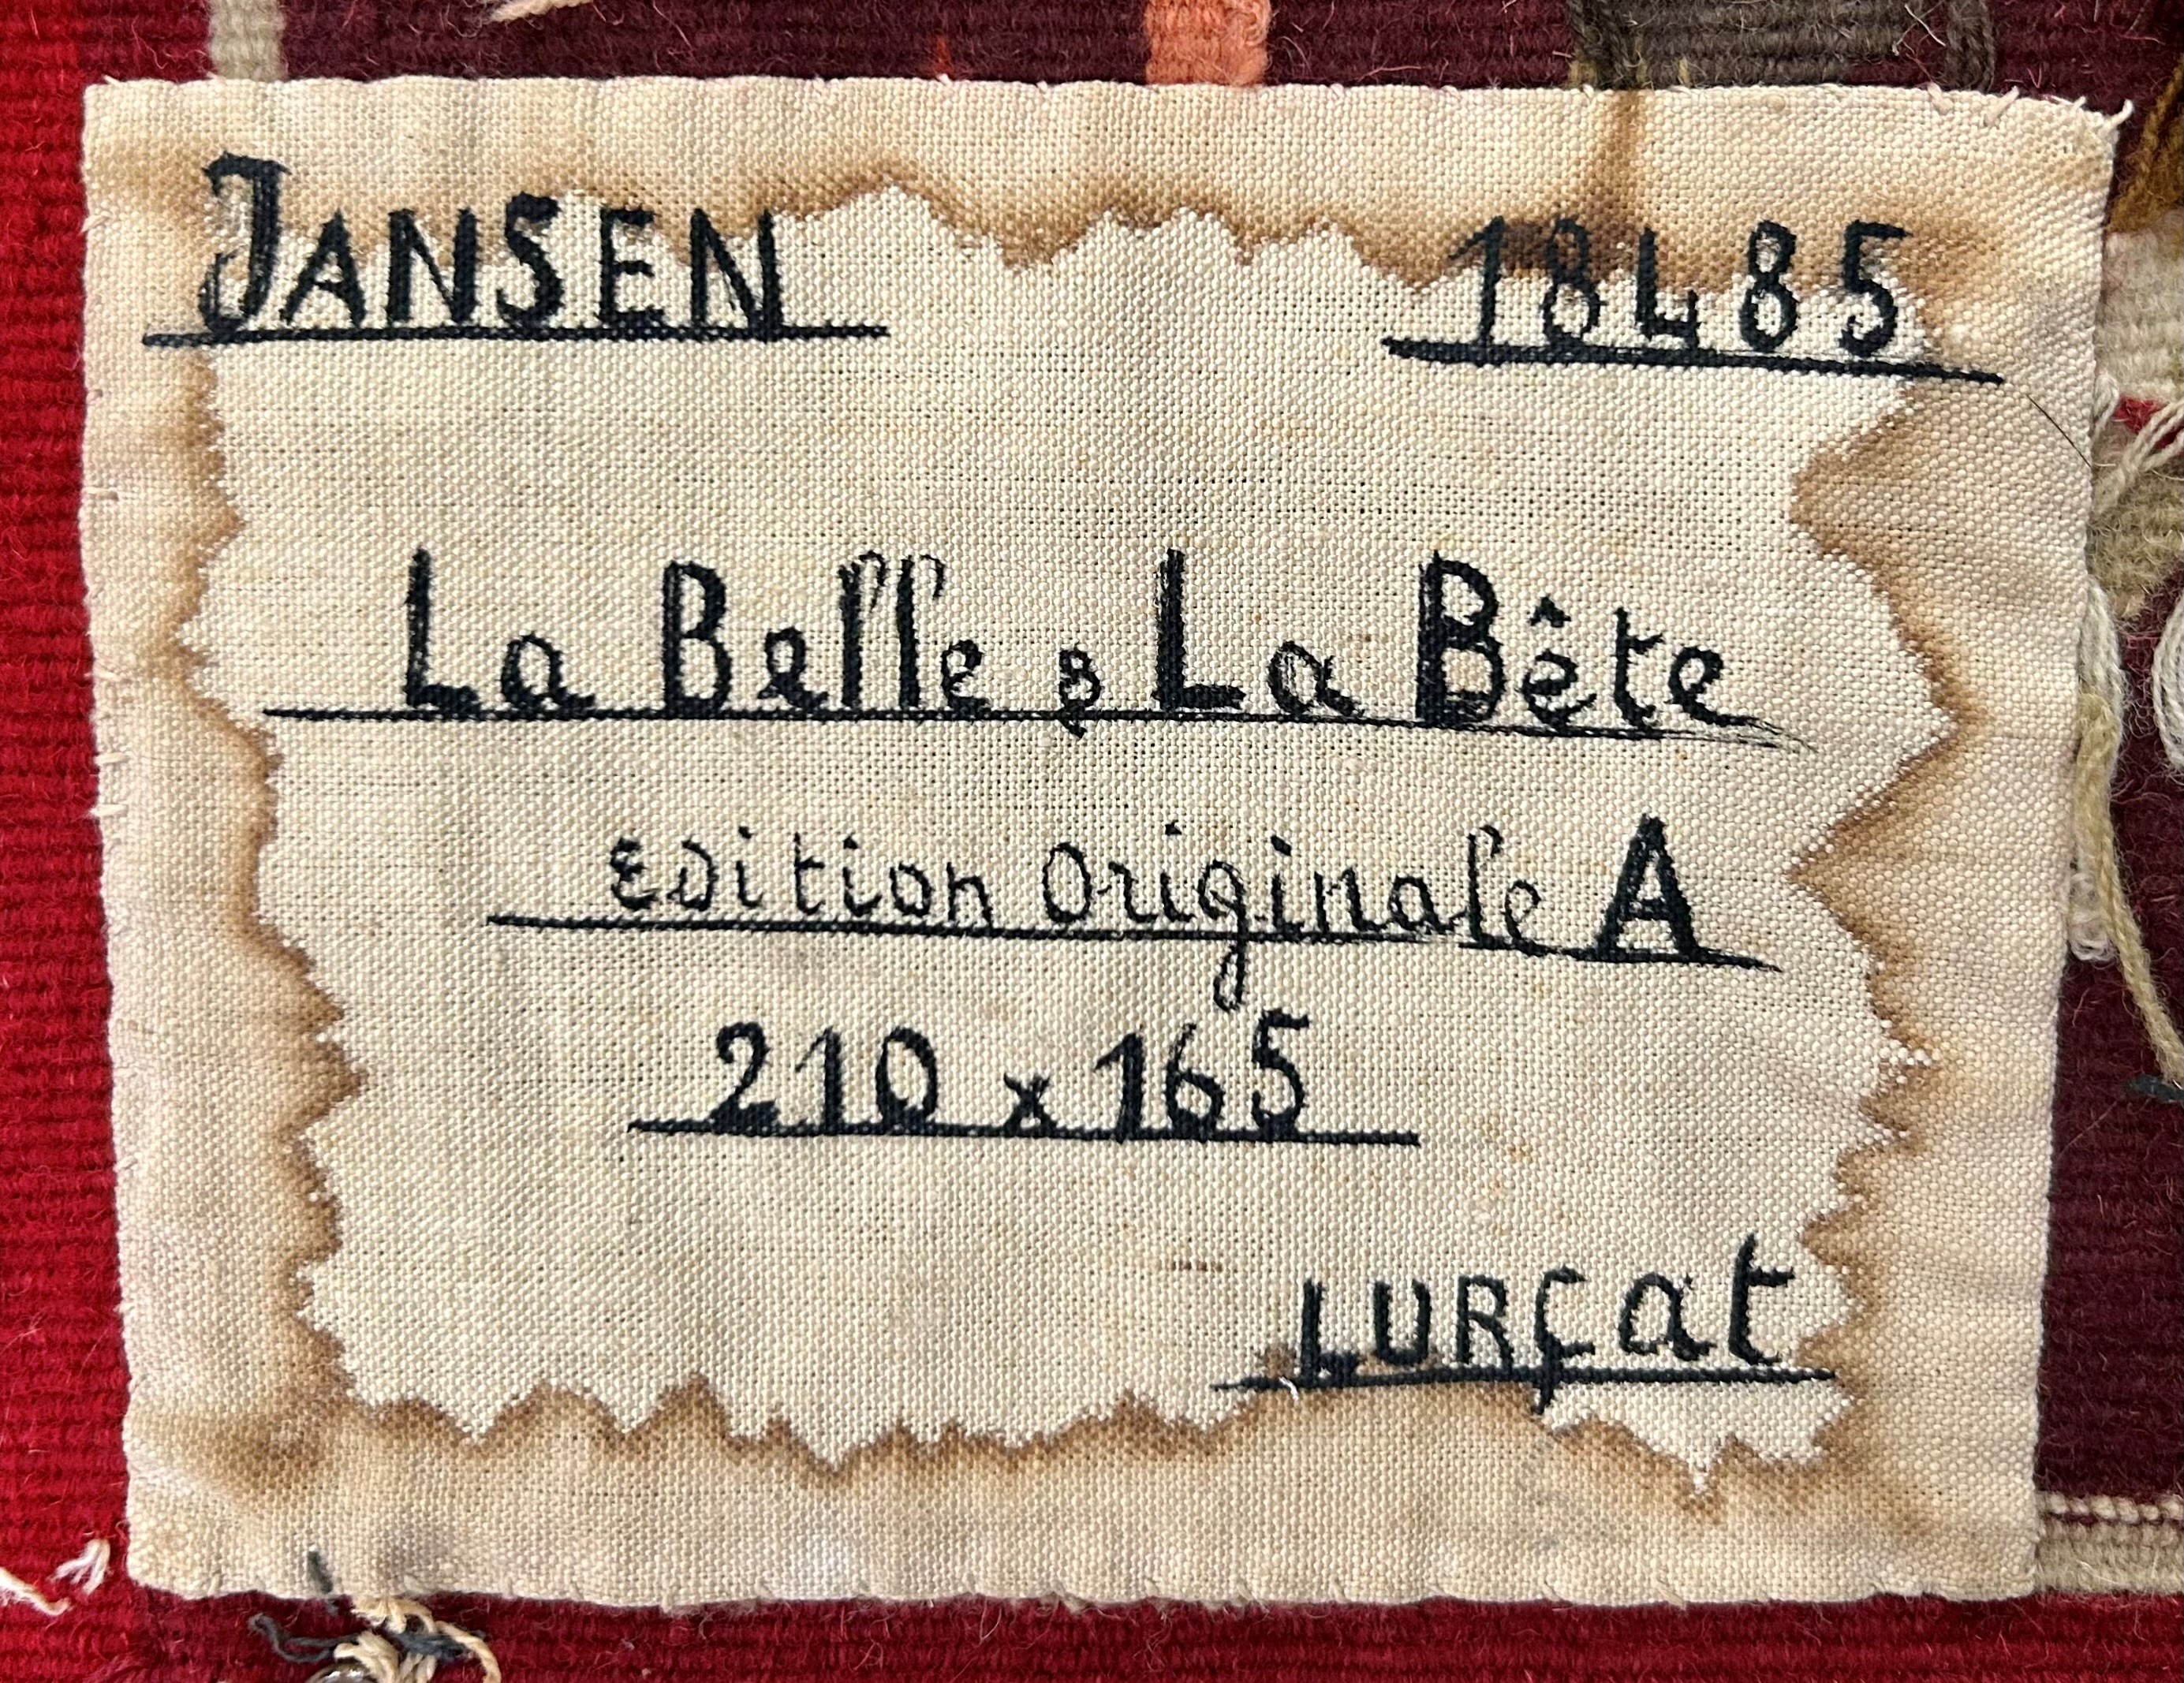 JANSEN 18485
La Belle & La Bête
Edition Originale A
210 x 165
LURÇat